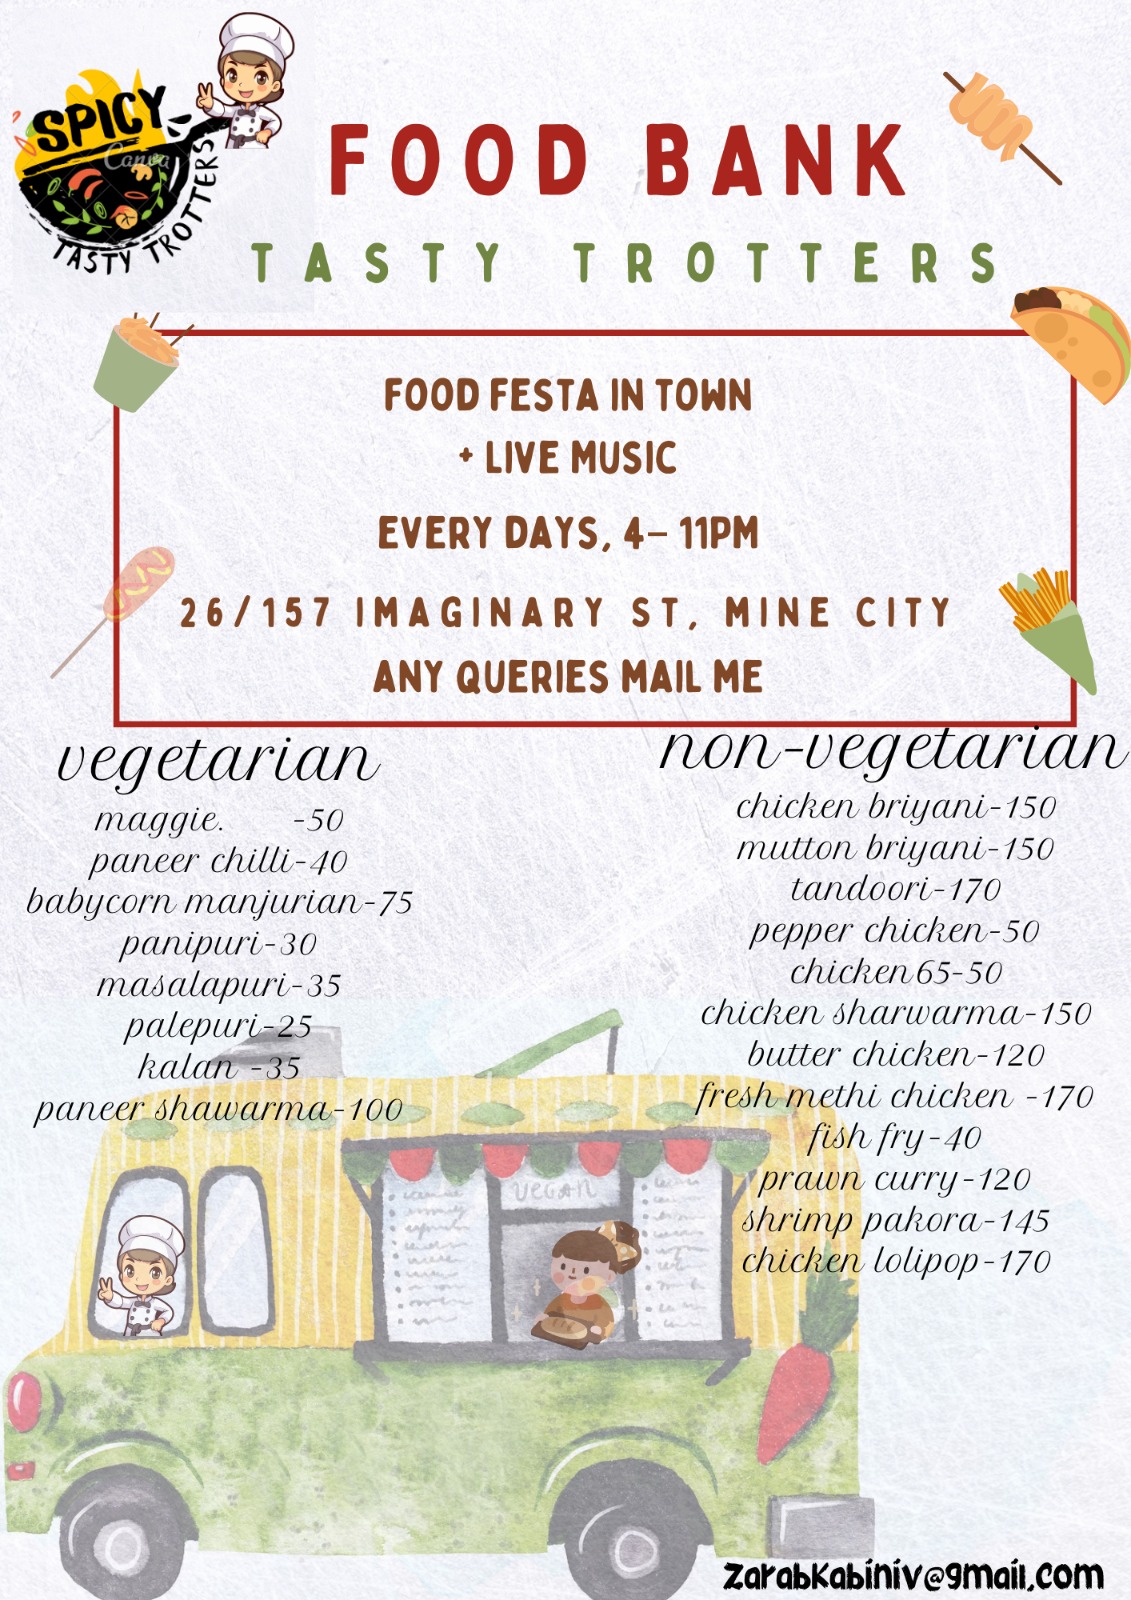 SPICY
Canva
TASTY TROTTERS
FOOD BANK
TASTY TROTTERS
FOOD FESTA IN TOWN
+ LIVE MUSIC
EVERY DAYS, 4- 11PM
26/157 IMAGINARY ST, MINE CITY
ANY QUERIES MAIL ME
vegetarian
maggie. -50
paneer chilli-40
babycorn manjurian-75
panipuri-30
masalapuri-35
palepuri-25
kalan -35
paneer shawarma-100
non-vegetarian
chicken briyani-150
mutton briyani-150
tandoori-170
pepper chicken-50
chicken65-50
chicken sharwarma-150
butter chicken-120
fresh methi chicken -170
fish fry-40
prawn curry-120
shrimp pakora-145
chicken lolipop-170
VEGAN
zarabkabiniv@gmail.com